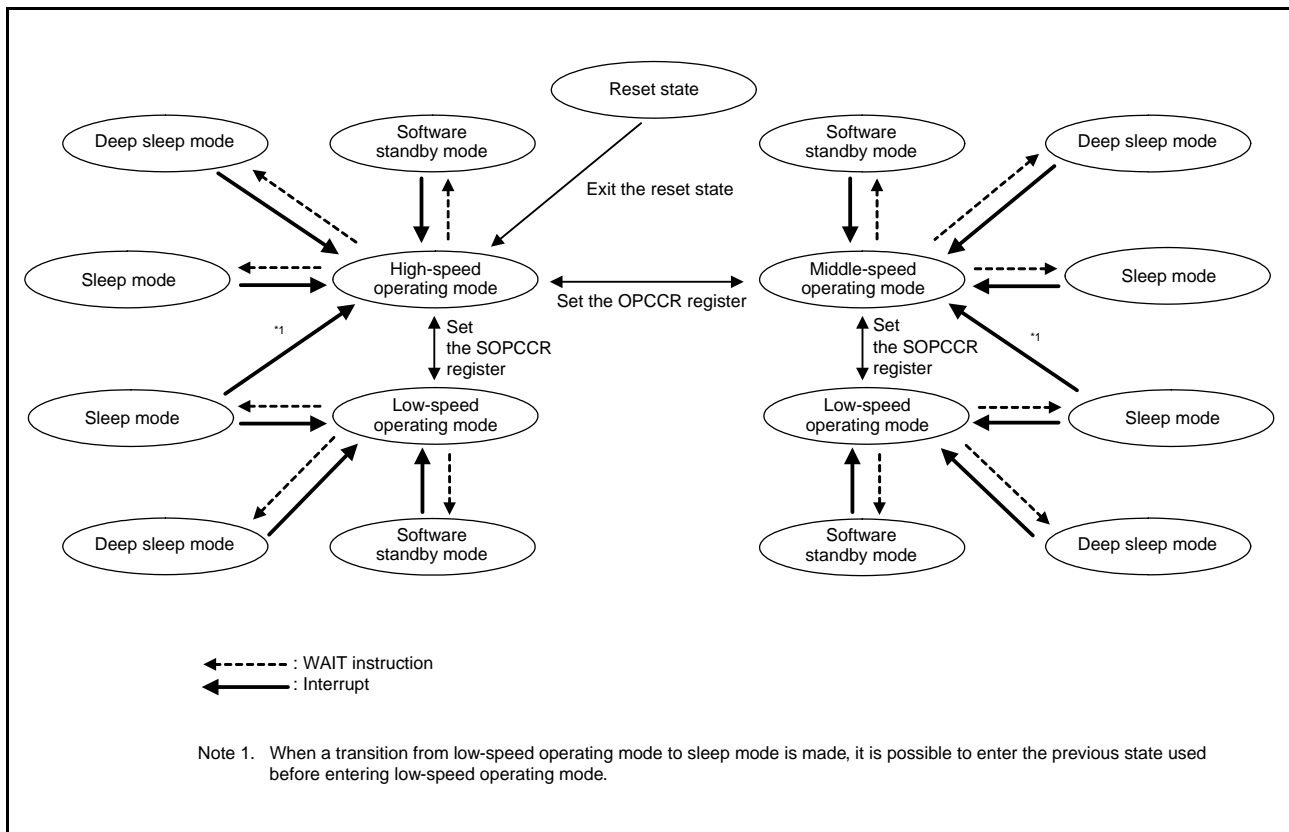 Reset state
Deep sleep mode
Software
standby mode
Software
standby mode
Deep sleep mode
Exit the reset state
Sleep mode
High-speed
operating mode
Set the OPCCR register
Middle-speed
operating mode
Sleep mode
*1
Set
the SOPCCR
register
Set
the SOPCCR
register
*1
Sleep mode
Low-speed
operating mode
Low-speed
operating mode
Sleep mode
Deep sleep mode
Software
standby mode
Software
standby mode
Deep sleep mode
: WAIT instruction
: Interrupt
Note 1. When a transition from low-speed operating mode to sleep mode is made, it is possible to enter the previous state used
before entering low-speed operating mode.